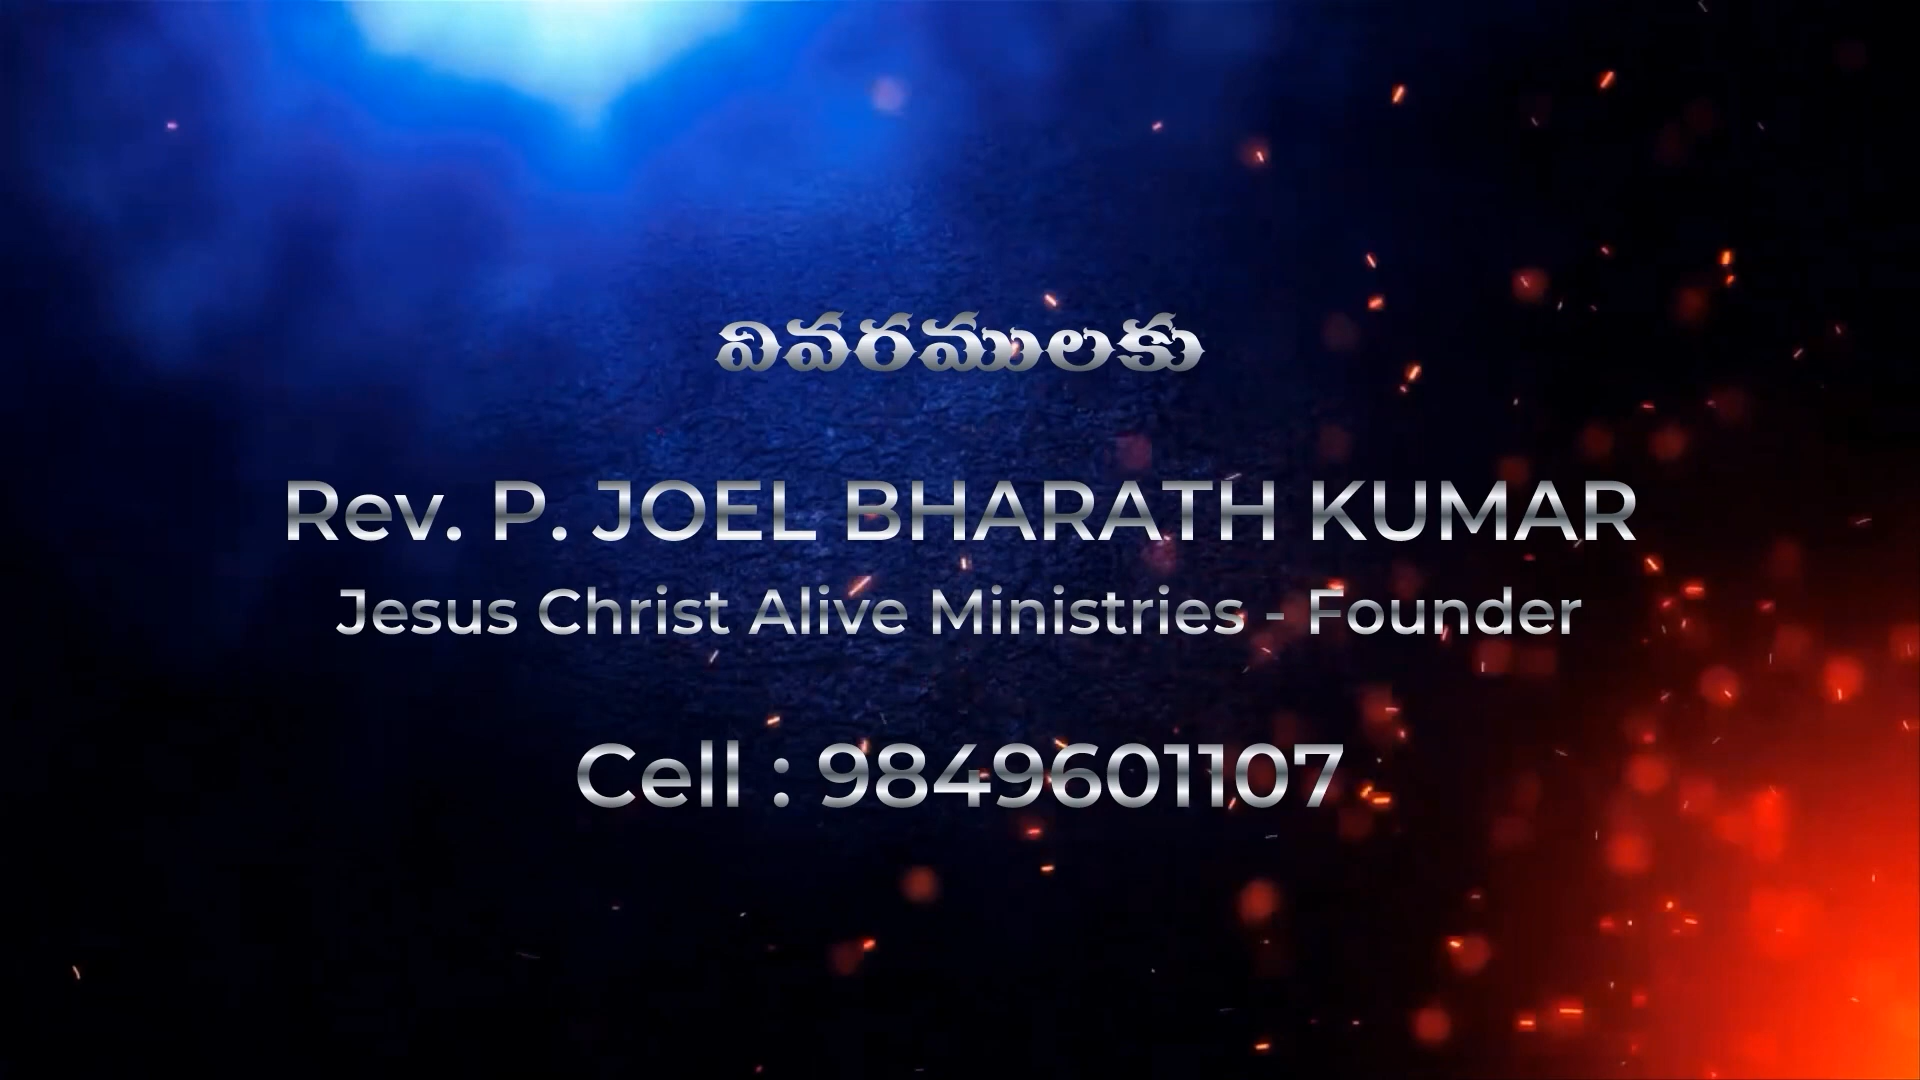 వివరములకు
Rev. P. JOEL BHARATH KUMAR
Jesus Christ Alive Ministries - Founder
Cell : 9849601107